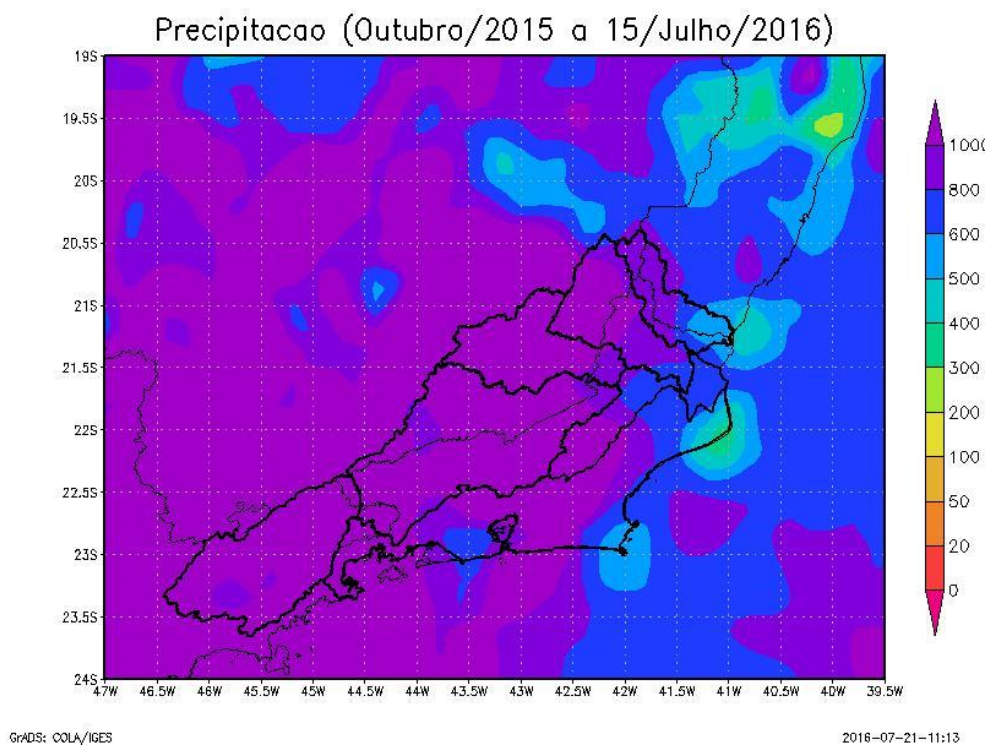 Precipitacao (Outubro/2015 a 15/Julho/2016)
19S
19.5S
20S
20.5S
21S
21.5S
22S
22.5S
23S
23.5S
24S
47W 46.5W 46W 45.5W 45W 44.5W 44W 43.5W 43W 42.5W 42W 41.5W 41W 40.5W 40W 39.5W
1000
800
600
500
400
300
200
100
50
20
0
GrADS: COLA/IGES 2016-07-21-11:13